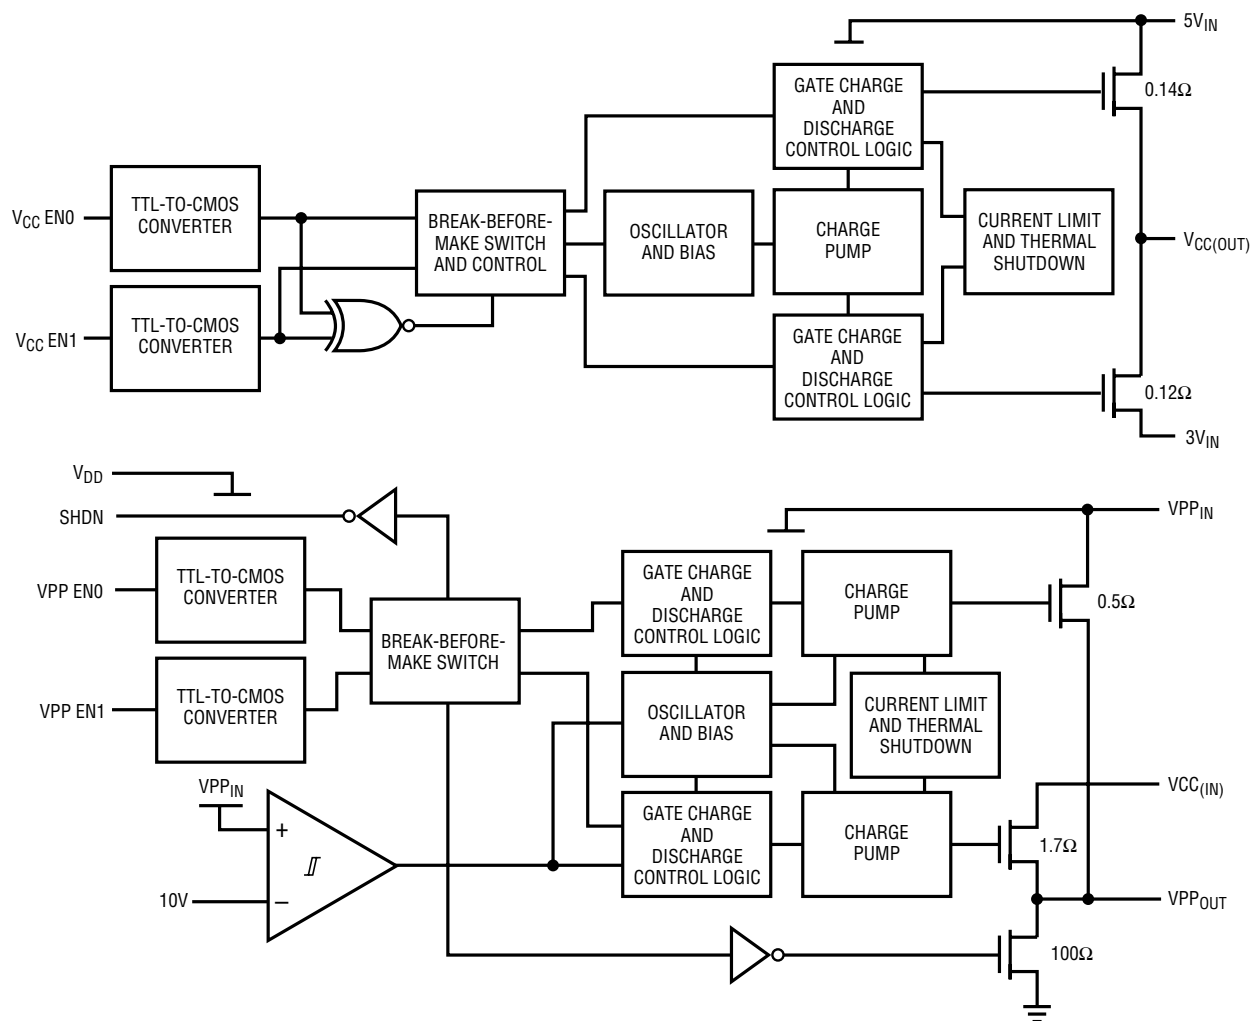 5VIN
GATE CHARGE
AND
DISCHARGE
CONTROL LOGIC
0.14Ω
TTL-TO-CMOS
CONVERTER
VCC EN0
BREAK-BEFORE-
MAKE SWITCH
AND CONTROL
OSCILLATOR
AND BIAS
CHARGE
PUMP
CURRENT LIMIT
AND THERMAL
SHUTDOWN
VCC(OUT)
TTL-TO-CMOS
CONVERTER
VCC EN1
GATE CHARGE
AND
DISCHARGE
CONTROL LOGIC
0.12Ω
3VIN
VDD
SHDN
VPPIN
TTL-TO-CMOS
CONVERTER
VPP EN0
GATE CHARGE
AND
DISCHARGE
CONTROL LOGIC
CHARGE
PUMP
0.5Ω
BREAK-BEFORE-
MAKE SWITCH
TTL-TO-CMOS
CONVERTER
VPP EN1
OSCILLATOR
AND BIAS
CURRENT LIMIT
AND THERMAL
SHUTDOWN
VPPIN
VCC(IN)
+
GATE CHARGE
AND
DISCHARGE
CONTROL LOGIC
CHARGE
PUMP
1.7Ω
10V
–
VPPOUT
100Ω